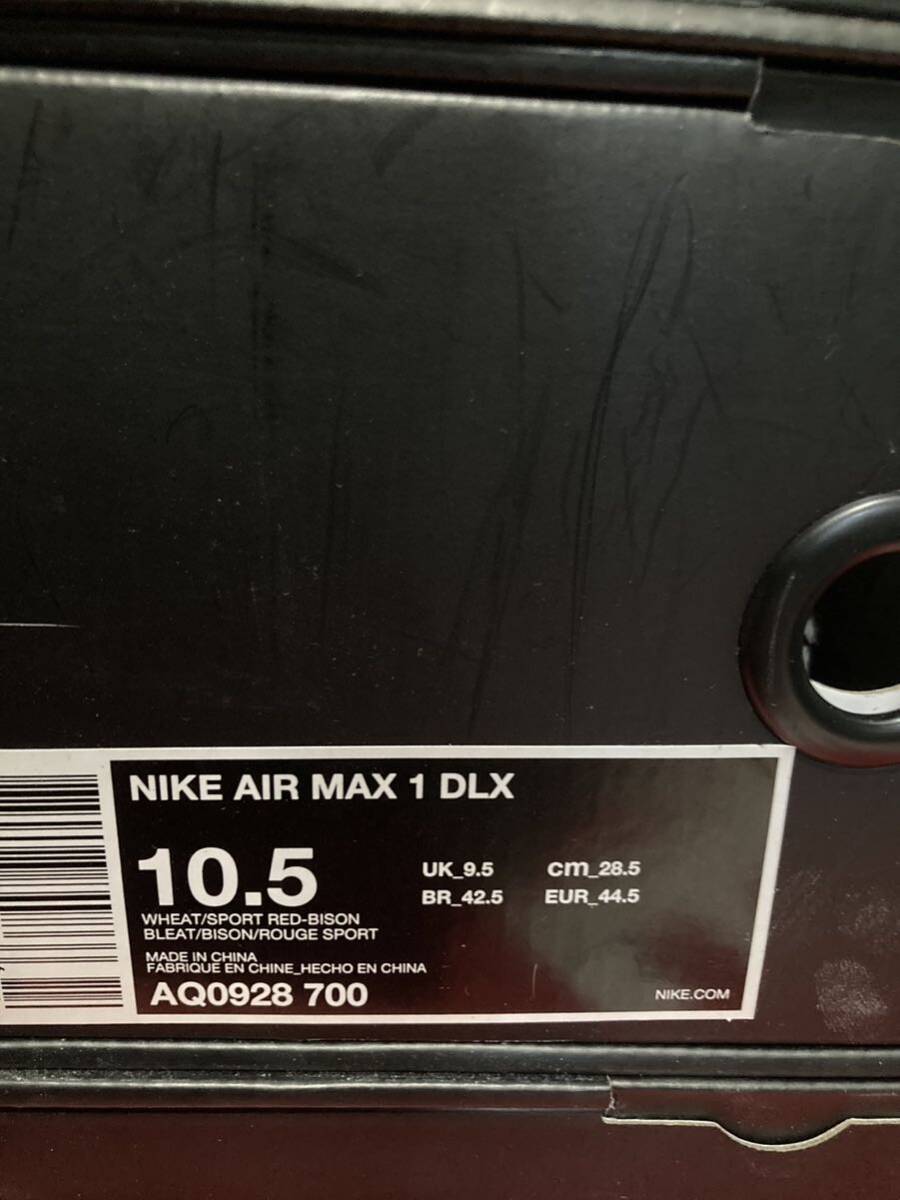 NIKE AIR MAX 1 DLX
10.5
UK_9.5 cm_28.5
BR_42.5 EUR_44.5
WHEAT/SPORT RED-BISON
BLEAT/BISON/ROUGE SPORT
MADE IN CHINA
FABRIQUE EN CHINE_HECHO EN CHINA
AQ0928 700
NIKE.COM